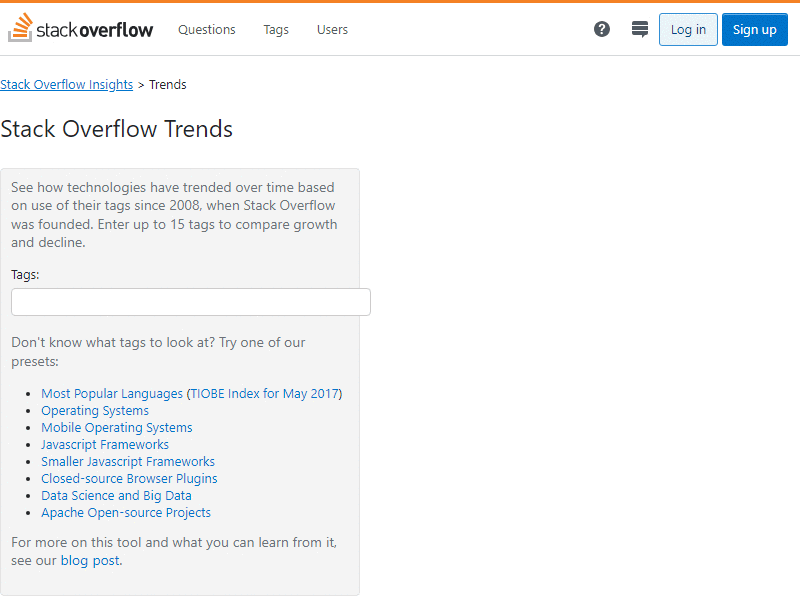 stackoverflow Questions Tags Users Log in Sign up
Stack Overflow Insights > Trends
Stack Overflow Trends
See how technologies have trended over time based
on use of their tags since 2008, when Stack Overflow
was founded. Enter up to 15 tags to compare growth
and decline.
Tags:
Don't know what tags to look at? Try one of our
presets:
Most Popular Languages (TIOBE Index for May 2017)
Operating Systems
Mobile Operating Systems
Javascript Frameworks
Smaller Javascript Frameworks
Closed-source Browser Plugins
Data Science and Big Data
Apache Open-source Projects
For more on this tool and what you can learn from it,
see our blog post.